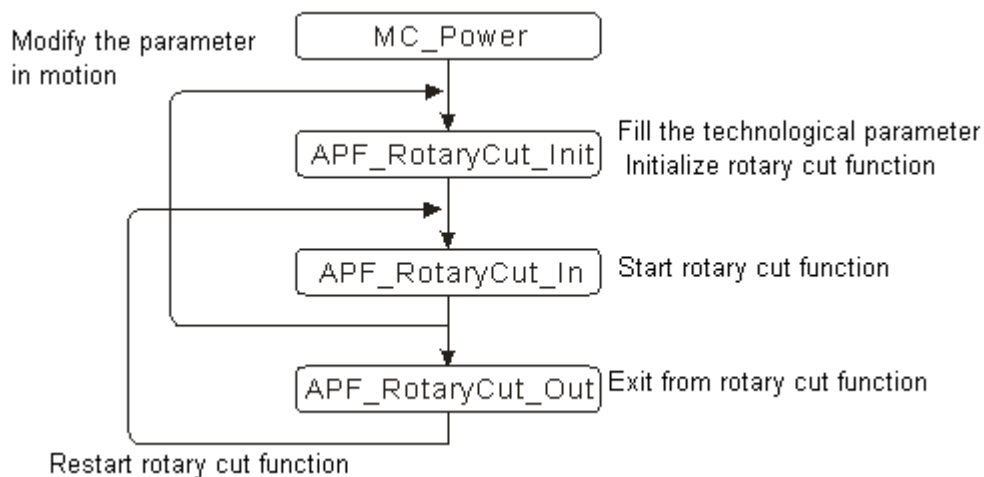 Modify the parameter
in motion
MC_Power
APF_RotaryCut_Init
Fill the technological parameter
Initialize rotary cut function
APF_RotaryCut_In
Start rotary cut function
APF_RotaryCut_Out
Exit from rotary cut function
Restart rotary cut function